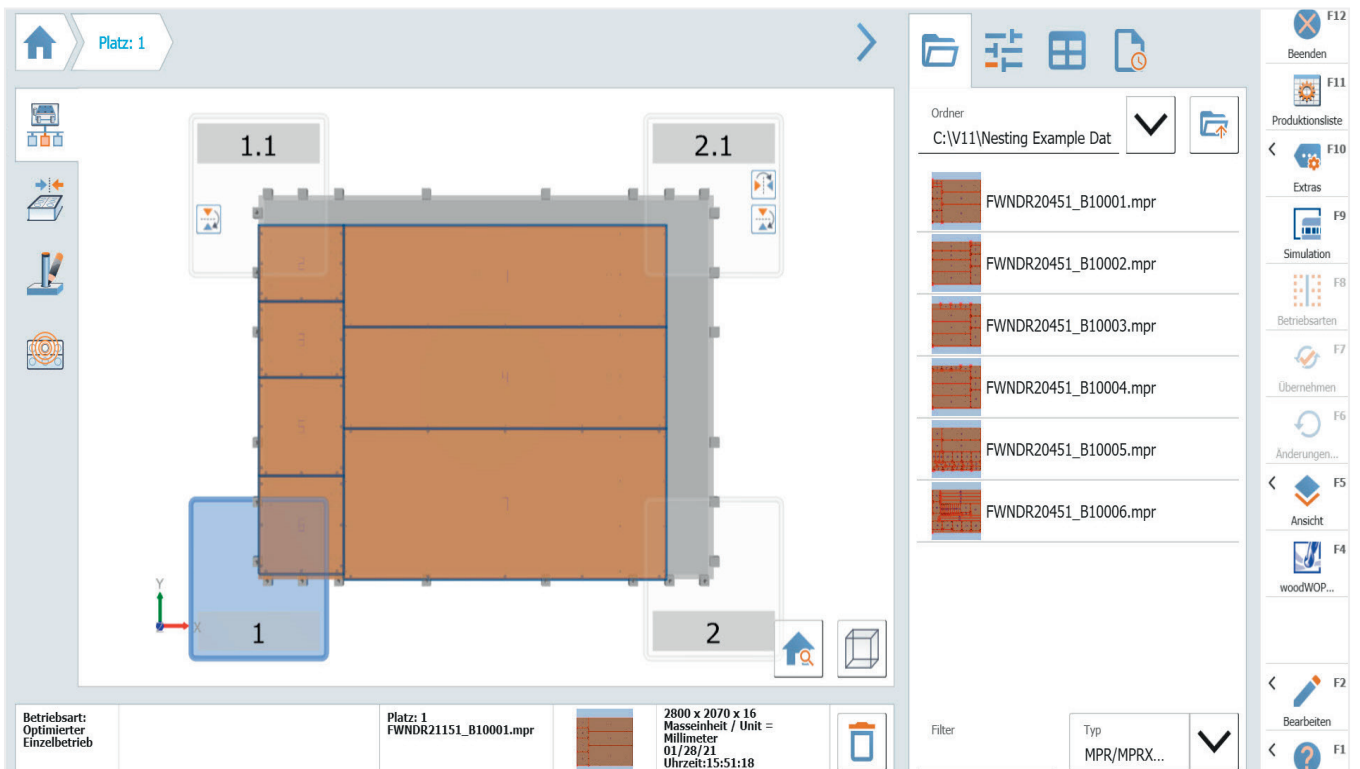 Platz: 1
1.1
2.1
1
2
Y
X
Betriebsart:
Optimierter
Einzelbetrieb
Platz: 1
FWNDR21151_B10001.mpr
2800 x 2070 x 16
Masseinheit / Unit =
Millimeter
01/28/21
Uhrzeit:15:51:18
Ordner
C:\V11\Nesting Example Dat
FWNDR20451_B10001.mpr
FWNDR20451_B10002.mpr
FWNDR20451_B10003.mpr
FWNDR20451_B10004.mpr
FWNDR20451_B10005.mpr
FWNDR20451_B10006.mpr
Filter
Typ
MPR/MPRX...
F12
Beenden
F11
Produktionsliste
F10
Extras
F9
Simulation
F8
Betriebsarten
F7
Übernehmen
F6
Änderungen...
F5
Ansicht
F4
woodWOP...
F2
Bearbeiten
F1